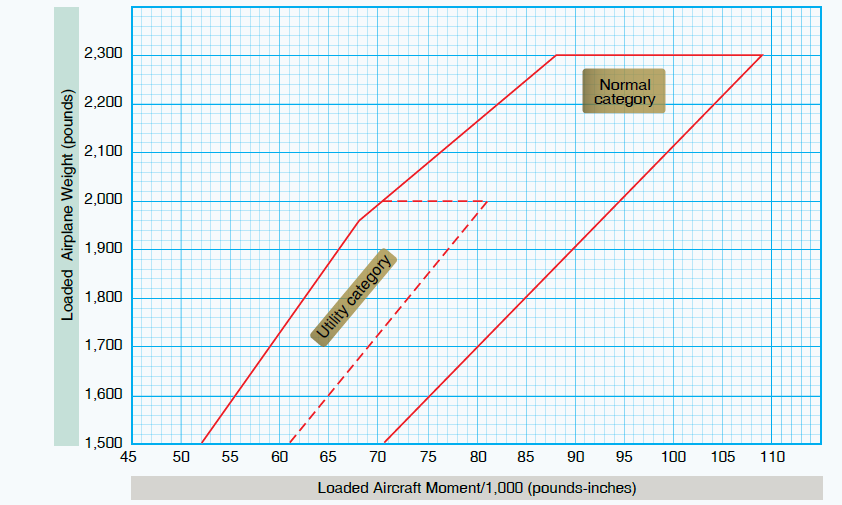 Loaded Airplane Weight (pounds)
2,300
2,200
2,100
2,000
1,900
1,800
1,700
1,600
1,500
Normal
category
Utility category
45 50 55 60 65 70 75 80 85 90 95 100 105 110
Loaded Aircraft Moment/1,000 (pounds-inches)